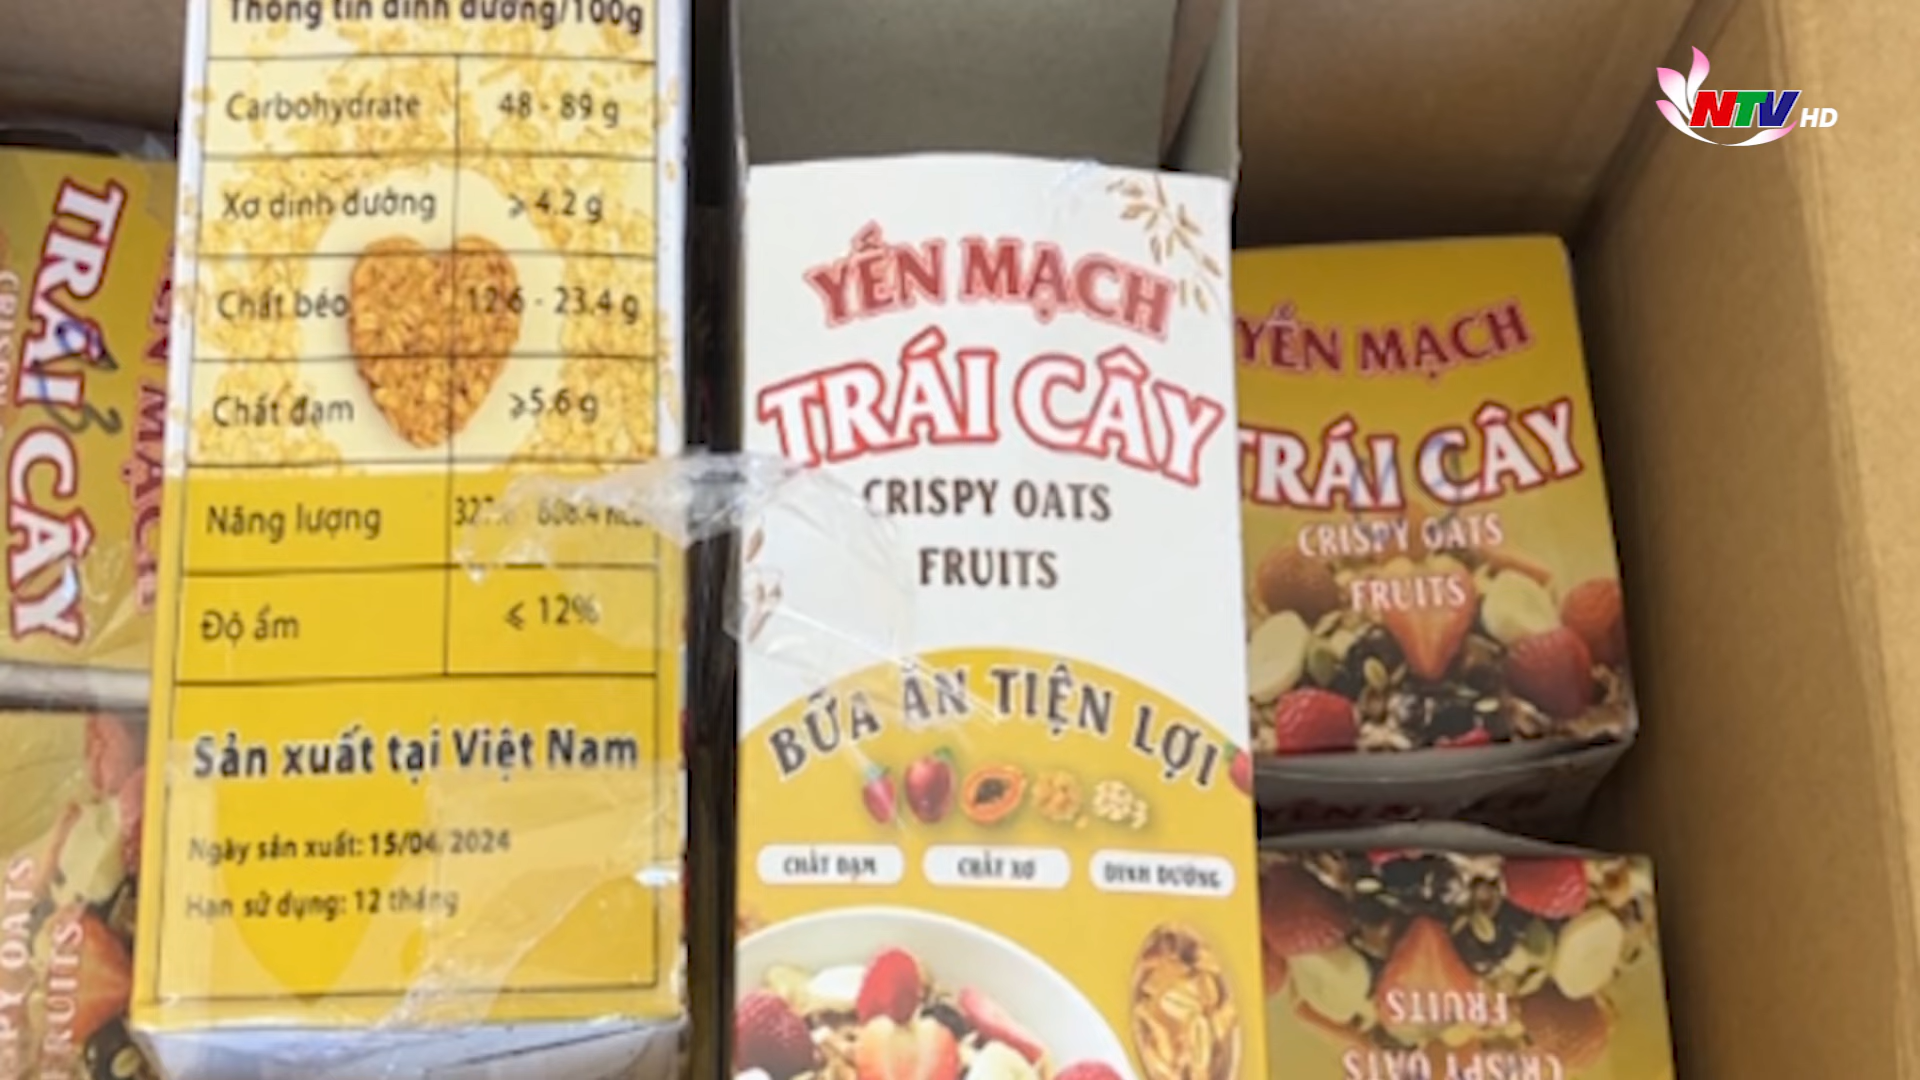 Thông tin dinh dưỡng/100g
Carbohydrate 48 - 89 g
Xơ dinh dưỡng ⩾ 4.2 g
Chất béo 12.6 - 23.4 g
Chất đạm ⩾5.6 g
Năng lượng
Độ ẩm ⩽ 12%
Sản xuất tại Việt Nam
Ngày sản xuất: 15/04/2024
Hạn sử dụng: 12 tháng
YẾN MẠCH
TRÁI CÂY
CRISPY OATS
FRUITS
BỮA ĂN TIỆN LỢI
CHẤT ĐẠM
CHẤT XƠ
DINH DƯỠNG
YẾN MẠCH
TRÁI CÂY
CRISPY OATS
FRUITS
YẾN MẠCH
FRUITS
CRISPY OATS
TRÁI CÂY
MẠCH
OATS
FRUITS
NTV HD